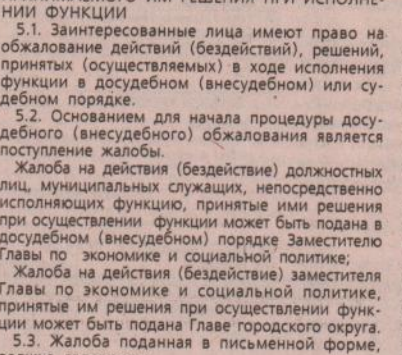 НИИ ФУНКЦИИ
5.1. Заинтересованные лица имеют право на
обжалование действий (бездействий), решений,
принятых (осуществляемых) в ходе исполнения
функции в досудебном (внесудебном) или су-
дебном порядке.
5.2. Основанием для начала процедуры досу-
дебного (внесудебного) обжалования является
поступление жалобы.
Жалоба на действия (бездействие) должностных
лиц, муниципальных служащих, непосредственно
исполняющих функцию, принятые ими решения
при осуществлении функции может быть подана в
досудебном (внесудебном) порядке Заместителю
Главы по экономике и социальной политике;
Жалоба на действия (бездействие) заместителя
Главы по экономике и социальной политике,
принятые им решения при осуществлении функ-
ции может быть подана Главе городского округа.
5.3. Жалоба поданная в письменной форме,